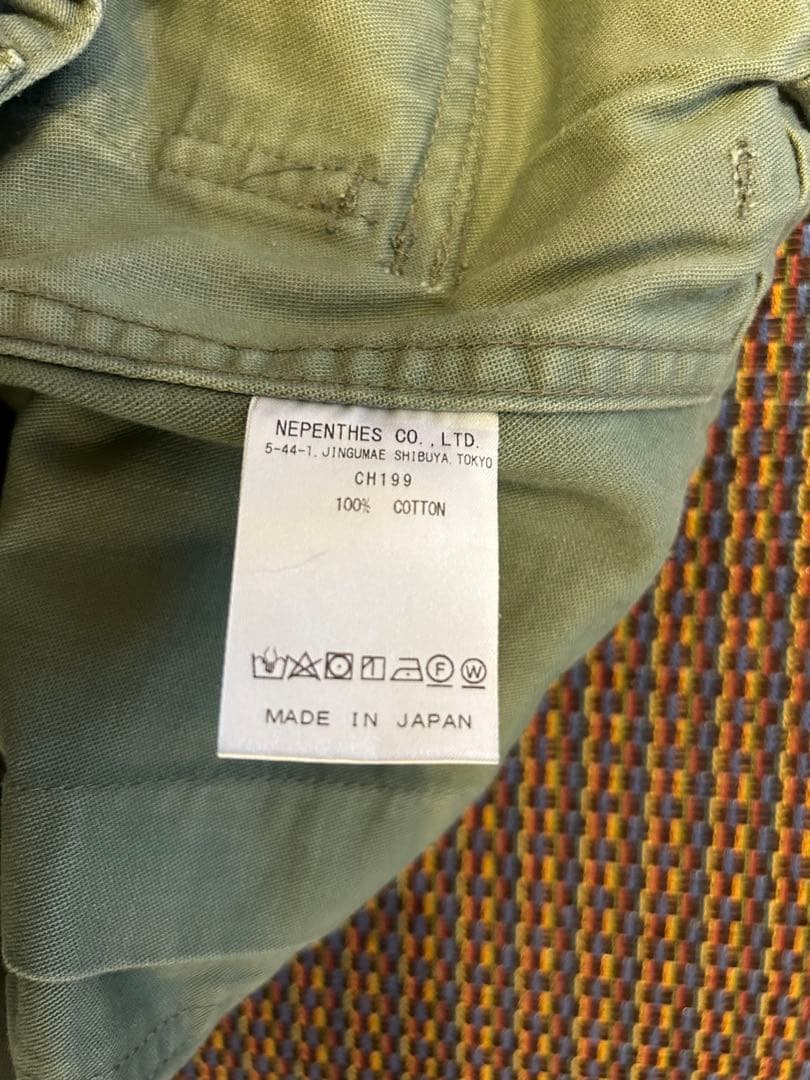 NEPENTHES CO.,LTD.
5-44-1. JINGUMAE SHIBUYA. TOKYO
CH199
100% COTTON
F W
MADE IN JAPAN